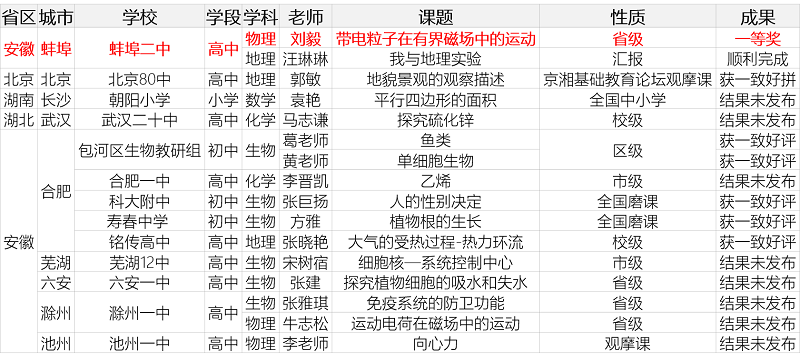 省区 城市 学校 学段 学科 老师 课题 性质 成果
安徽 蚌埠 蚌埠二中 高中 物理 刘毅 带电粒子在有界磁场中的运动 省级 一等奖
地理 汪琳琳 我与地理实验 汇报 顺利完成
北京 北京 北京80中 高中 地理 郭敏 地貌景观的观察描述 京湘基础教育论坛观摩课 获一致好拼
湖南 长沙 朝阳小学 小学 数学 袁艳 平行四边形的面积 全国中小学 结果未发布
湖北 武汉 武汉二十中 高中 化学 马志谦 探究硫化锌 校级 结果未发布
安徽 合肥 包河区生物教研组 初中 生物 葛老师 鱼类 区级 获一致好评
黄老师 单细胞生物 获一致好评
合肥一中 高中 化学 李晋凯 乙烯 市级 结果未发布
科大附中 初中 生物 张巨扬 人的性别决定 全国磨课 获一致好评
寿春中学 初中 生物 方雅 植物根的生长 全国磨课 获一致好评
铭传高中 高中 地理 张晓艳 大气的受热过程-热力环流 校级 获一致好评
芜湖 芜湖12中 高中 生物 宋树宿 细胞核—系统控制中心 市级 结果未发布
六安 六安一中 高中 生物 张建 探究植物细胞的吸水和失水 省级 结果未发布
滁州 滁州一中 高中 生物 张雅琪 免疫系统的防卫功能 省级 结果未发布
物理 牛志松 运动电荷在磁场中的运动 省级 结果未发布
池州 池州一中 高中 物理 李老师 向心力 观摩课 结果未发布